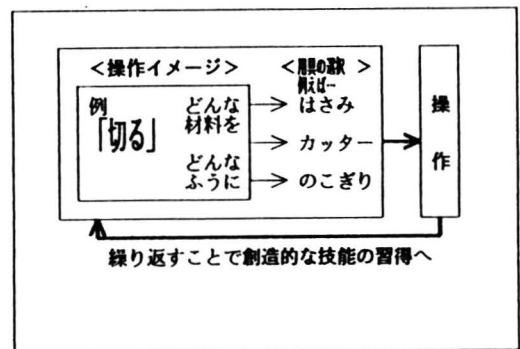 <操作イメージ>
<用具の選択>
例えば…
例
「切る」
どんな
材料を
どんな
ふうに
はさみ
カッター
のこぎり
操
作
繰り返すことで創造的な技能の習得へ